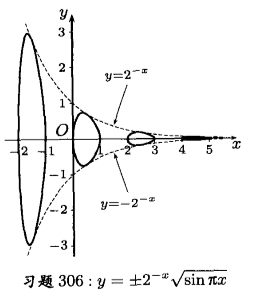 y
3
2
y=2^{-x}
1
O
-2 -1 1 2 3 4 5 x
-1
y=-2^{-x}
-2
-3
习题 306 : y = ±2^{-x}√(sin πx)